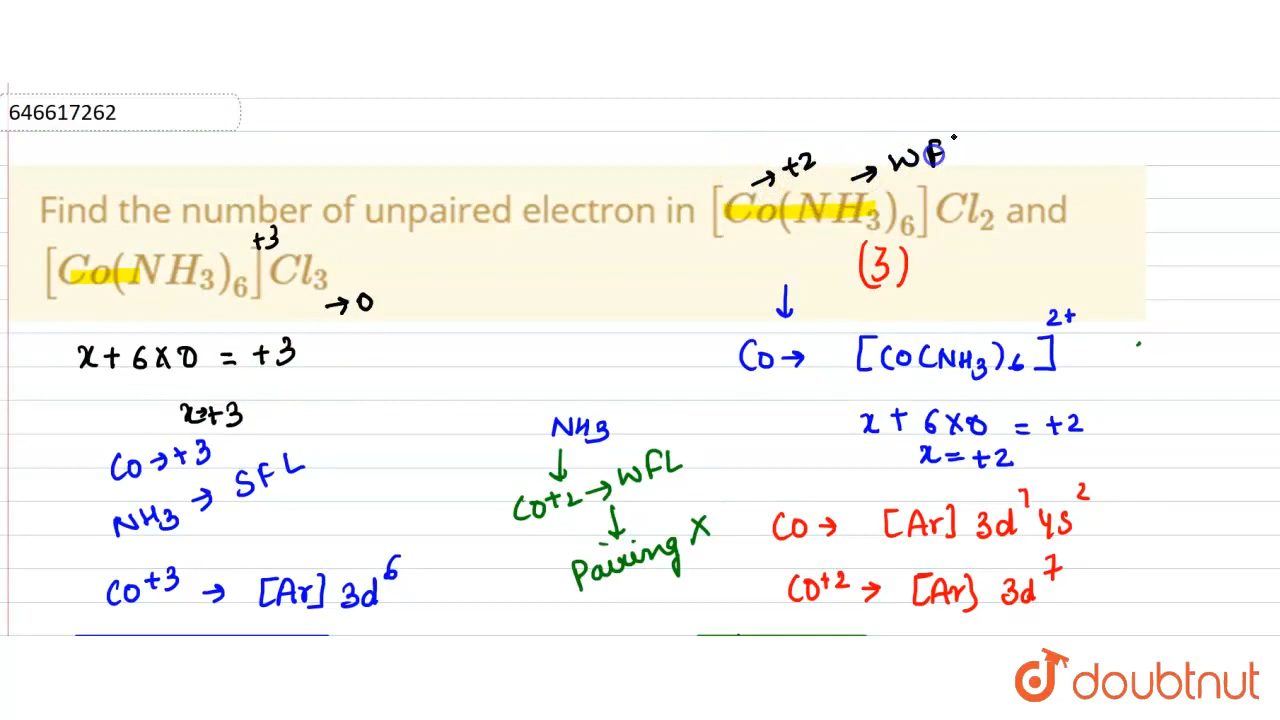 646617262
→ +2 → WF
Find the number of unpaired electron in [Co(NH₃)₆]Cl₂ and
+3
[Co(NH₃)₆]Cl₃
(3)
→ 0
↓
x + 6 × 0 = +3
x=+3
Co → +3
NH3 → SFL
Co+3 → [Ar] 3d⁶
NH3
↓
Co+2 → WFL
↓
Pairing X
Co → [Co(NH3)6]²⁺
x + 6×0 = +2
x = +2
Co → [Ar] 3d⁷ 4s²
Co+2 → [Ar} 3d⁷
doubtnut